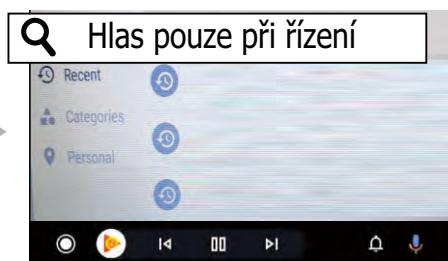 Hlas pouze při řízení
Recent
Categories
Personal